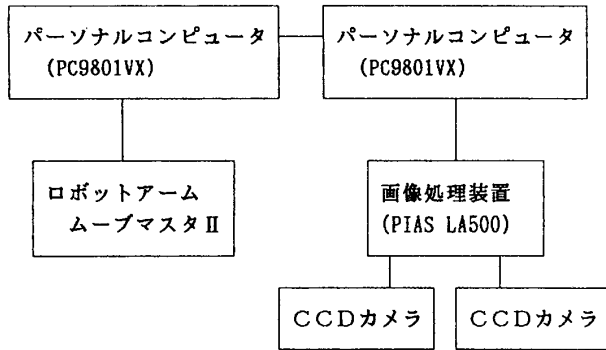 パーソナルコンピュータ
(PC9801VX)
パーソナルコンピュータ
(PC9801VX)
ロボットアーム
ムーブマスタⅡ
画像処理装置
(PIAS LA500)
CCDカメラ
CCDカメラ